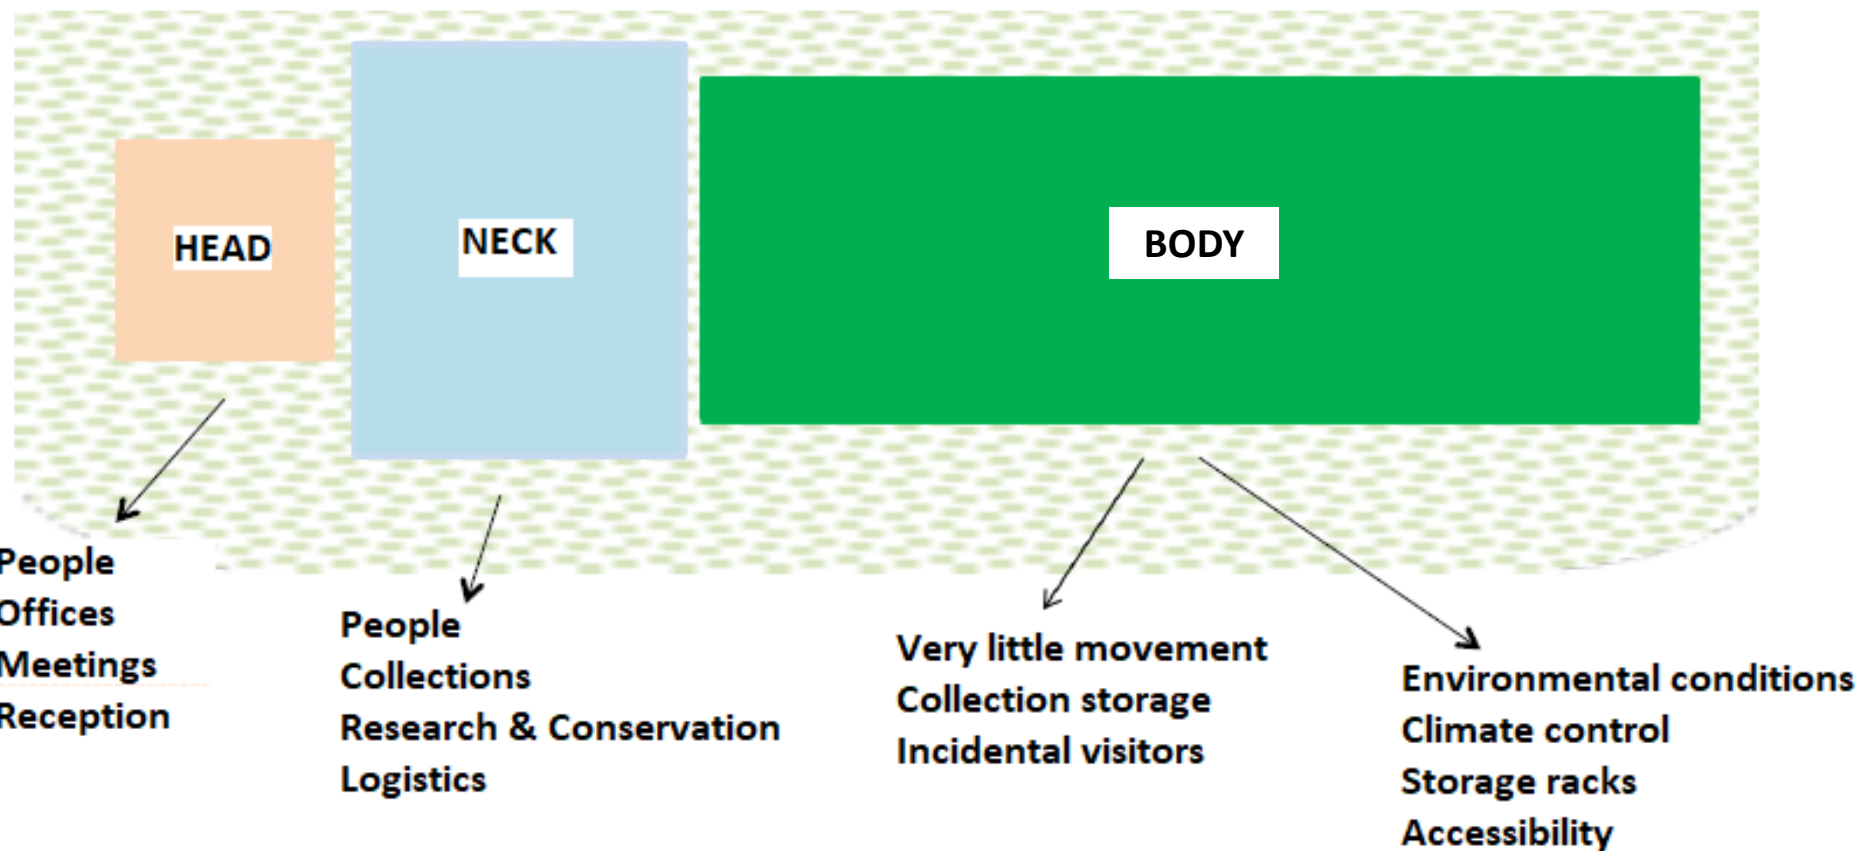 HEAD
NECK
BODY
People
Offices
Meetings
Reception
People
Collections
Research & Conservation
Logistics
Very little movement
Collection storage
Incidental visitors
Environmental conditions
Climate control
Storage racks
Accessibility